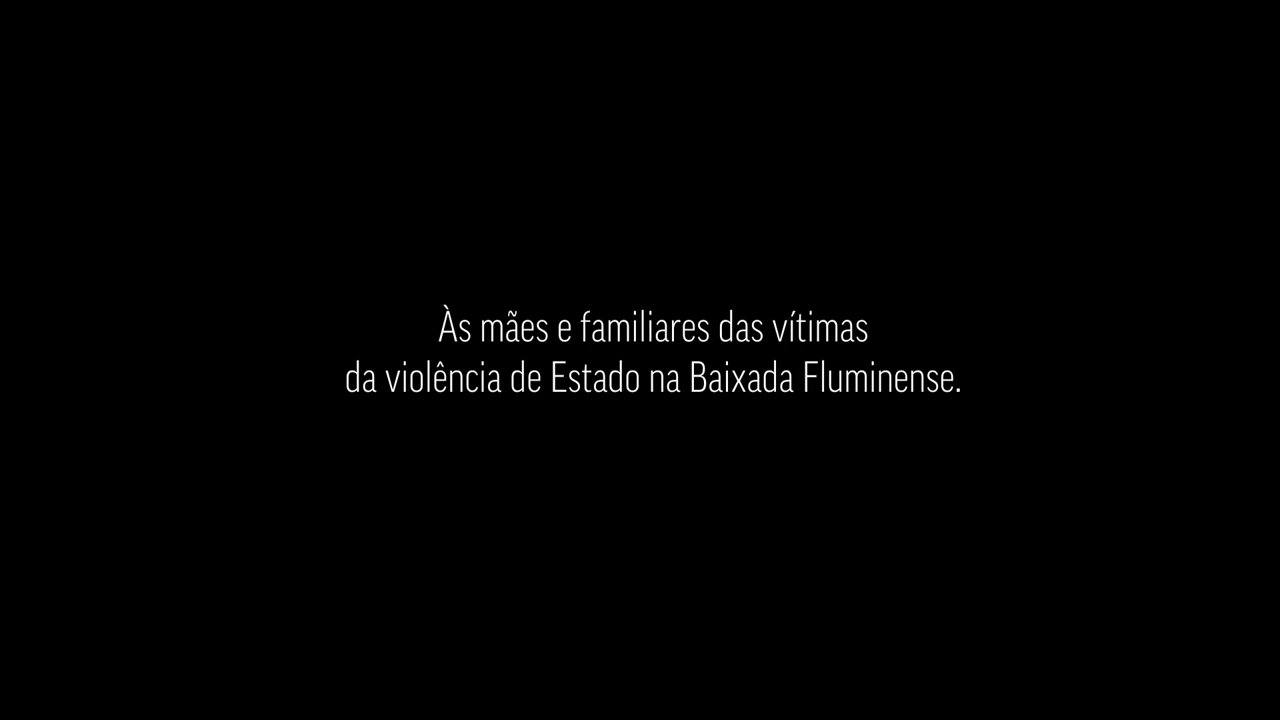 Às mães e familiares das vítimas
da violência de Estado na Baixada Fluminense.